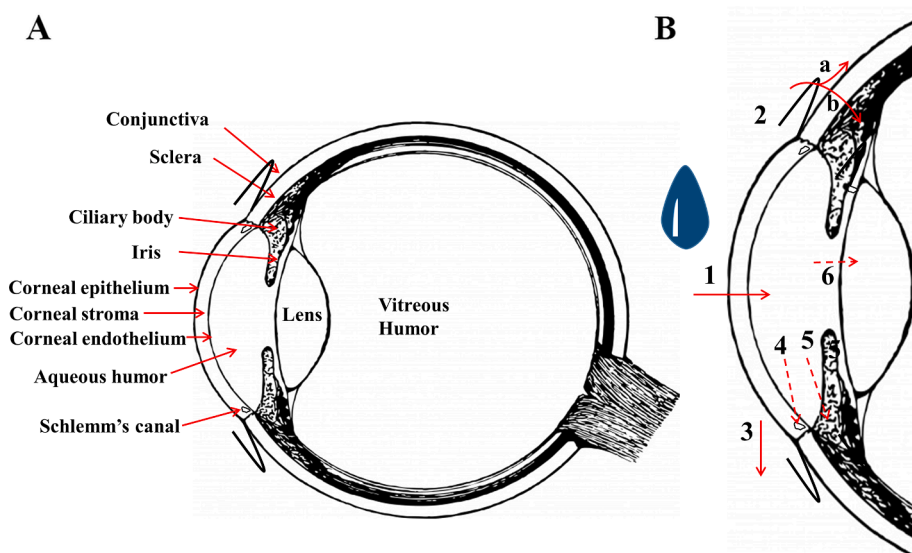 A
Conjunctiva
Sclera
Ciliary body
Iris
Corneal epithelium
Corneal stroma
Corneal endothelium
Aqueous humor
Schlemm's canal
Lens
Vitreous
Humor
B
a
b
2
1
6
4
5
3